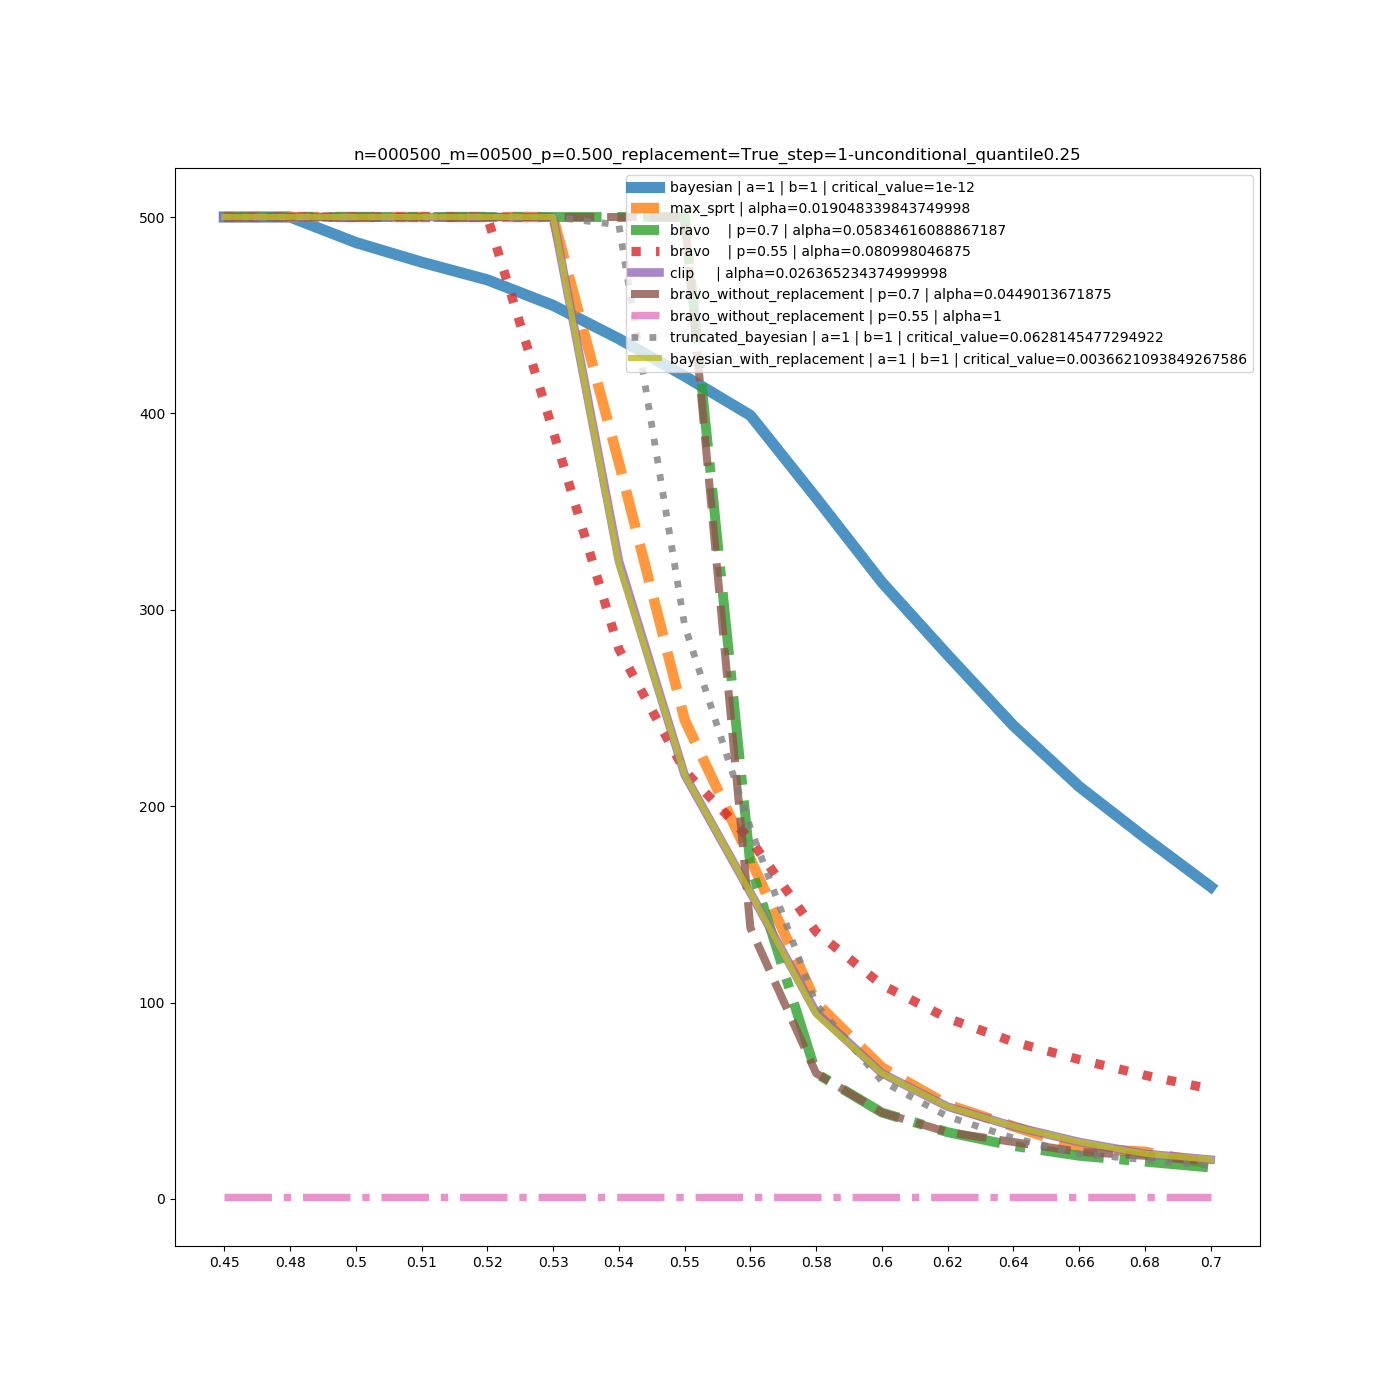 n=000500_m=00500_p=0.500_replacement=True_step=1-unconditional_quantile0.25
bayesian | a=1 | b=1 | critical_value=1e-12
max_sprt | alpha=0.019048339843749998
bravo | p=0.7 | alpha=0.05834616088867187
bravo | p=0.55 | alpha=0.080998046875
clip | alpha=0.026365234374999998
bravo_without_replacement | p=0.7 | alpha=0.0449013671875
bravo_without_replacement | p=0.55 | alpha=1
truncated_bayesian | a=1 | b=1 | critical_value=0.0628145477294922
bayesian_with_replacement | a=1 | b=1 | critical_value=0.0036621093849267586
500
400
300
200
100
0
0.45 0.48 0.5 0.51 0.52 0.53 0.54 0.55 0.56 0.58 0.6 0.62 0.64 0.66 0.68 0.7